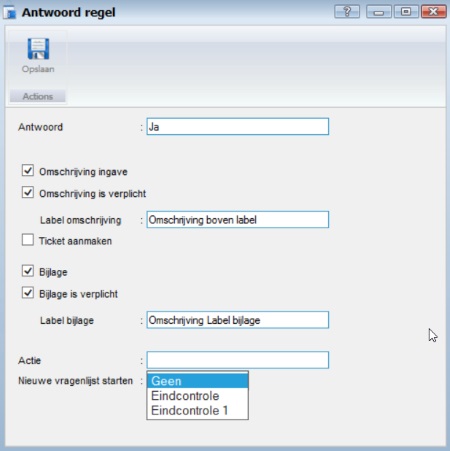 Antwoord regel
Opslaan
Actions
Antwoord : Ja
Omschrijving ingave
Omschrijving is verplicht
Label omschrijving : Omschrijving boven label
Ticket aanmaken
Bijlage
Bijlage is verplicht
Label bijlage : Omschrijving Label bijlage
Actie :
Nieuwe vragenlijst starten : Geen
Eindcontrole
Eindcontrole 1